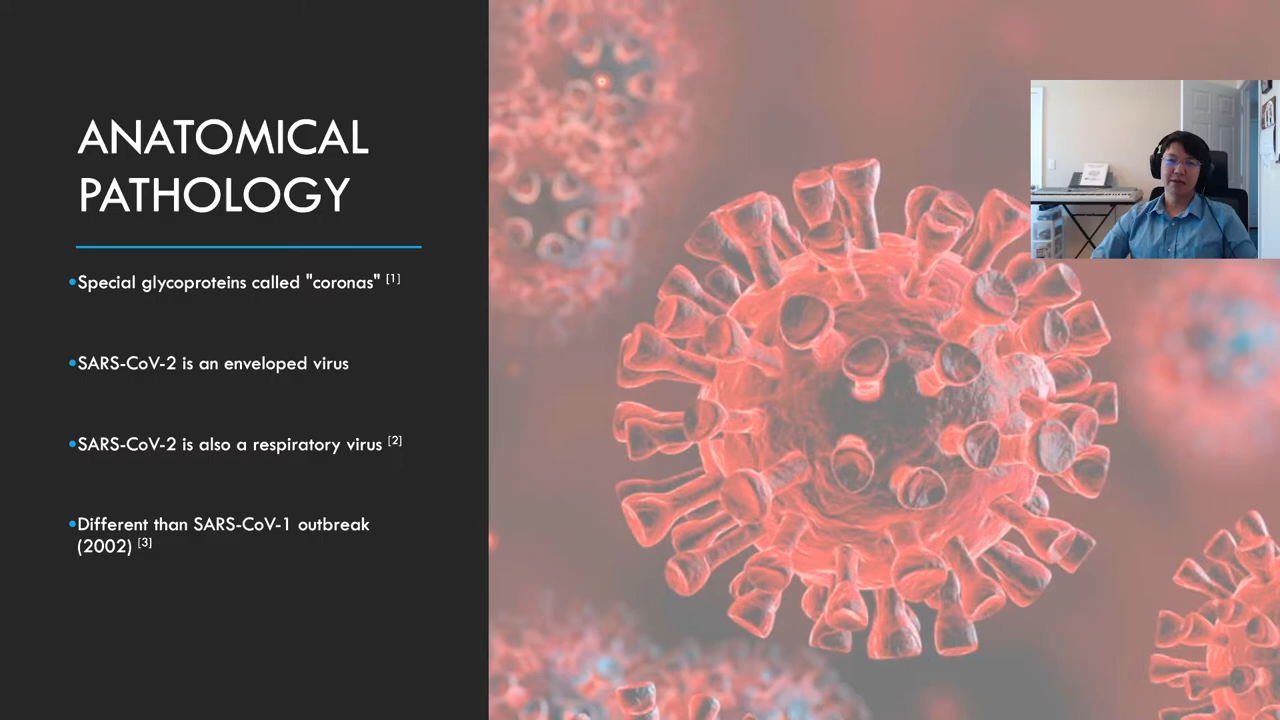 ANATOMICAL
PATHOLOGY
•Special glycoproteins called "coronas" [1]
•SARS-CoV-2 is an enveloped virus
•SARS-CoV-2 is also a respiratory virus [2]
•Different than SARS-CoV-1 outbreak
(2002) [3]